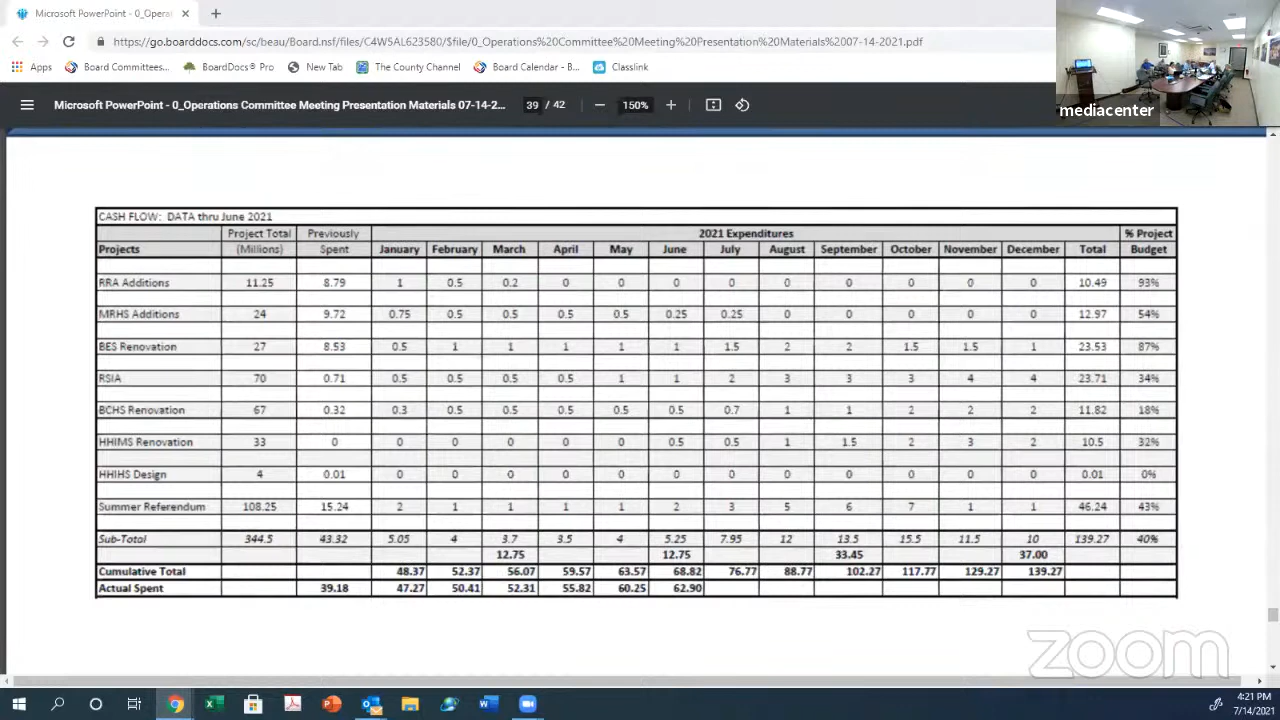 Microsoft PowerPoint - 0_Opera
https://go.boarddocs.com/sc/beau/Board.nsf/files/C4W5AL623580/$file/0_Operations%20Committee%20Meeting%20Presentation%20Materials%2007-14-2021.pdf
Apps Board Committees... BoardDocs® Pro New Tab The County Channel Board Calendar - B... Classlink
Microsoft PowerPoint - 0_Operations Committee Meeting Presentation Materials 07-14-2... 39 / 42 150%
mediacenter
CASH FLOW: DATA thru June 2021
Project Total Previously 2021 Expenditures % Project
Projects (Millions) Spent January February March April May June July August September October November December Total Budget
RRA Additions 11.25 8.79 1 0.5 0.2 0 0 0 0 0 0 0 0 0 10.49 93%
MRHS Additions 24 9.72 0.75 0.5 0.5 0.5 0.5 0.25 0.25 0 0 0 0 0 12.97 54%
BES Renovation 27 8.53 0.5 1 1 1 1 1 1.5 2 2 1.5 1.5 1 23.53 87%
RSIA 70 0.71 0.5 0.5 0.5 0.5 1 1 2 3 3 3 4 4 23.71 34%
BCHS Renovation 67 0.32 0.3 0.5 0.5 0.5 0.5 0.5 0.7 1 1 2 2 2 11.82 18%
HHIMS Renovation 33 0 0 0 0 0 0 0.5 0.5 1 1.5 2 3 2 10.5 32%
HHIHS Design 4 0.01 0 0 0 0 0 0 0 0 0 0 0 0 0.01 0%
Summer Referendum 108.25 15.24 2 1 1 1 1 2 3 5 6 7 1 1 46.24 43%
Sub-Total 344.5 43.32 5.05 4 3.7 3.5 4 5.25 7.95 12 13.5 15.5 11.5 10 139.27 40%
12.75 12.75 33.45 37.00
Cumulative Total 48.37 52.37 56.07 59.57 63.57 68.82 76.77 88.77 102.27 117.77 129.27 139.27
Actual Spent 39.18 47.27 50.41 52.31 55.82 60.25 62.90
zoom
4:21 PM
7/14/2021